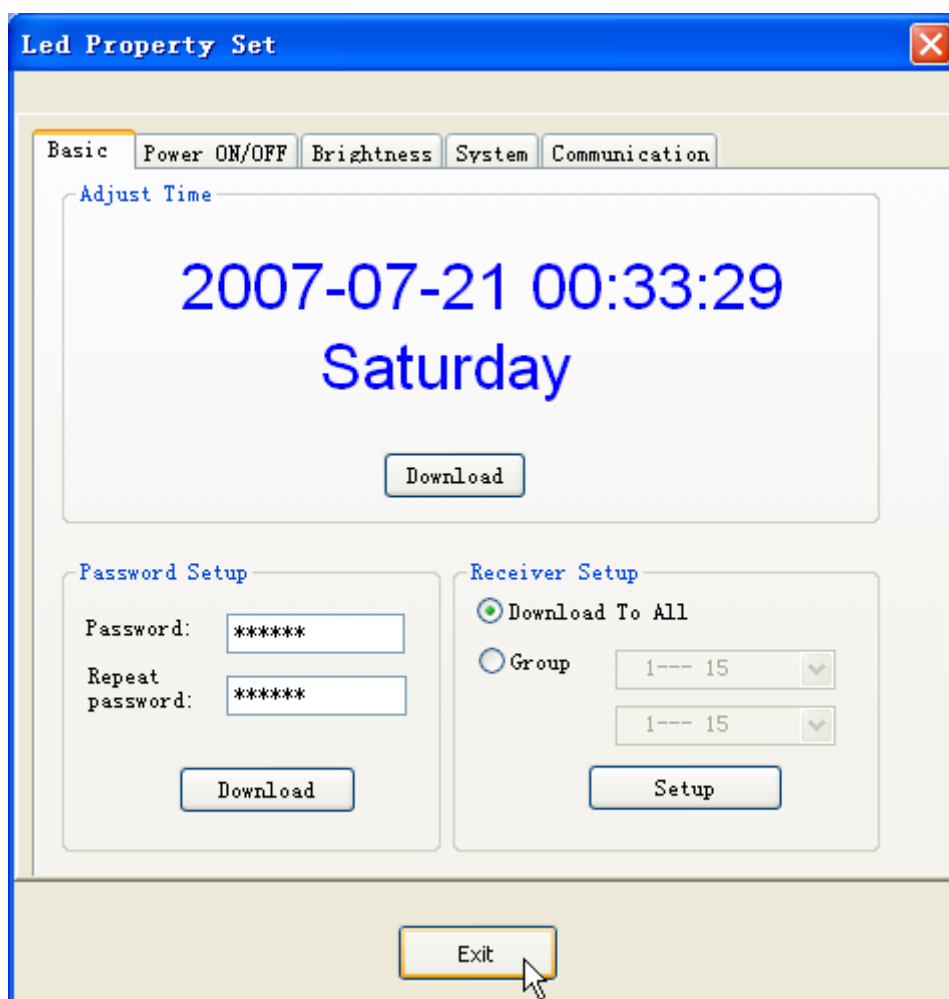 Led Property Set
Basic Power ON/OFF Brightness System Communication
Adjust Time
2007-07-21 00:33:29
Saturday
Download
Password Setup
Password: ******
Repeat
password: ******
Download
Receiver Setup
Download To All
Group 1--- 15
1--- 15
Setup
Exit